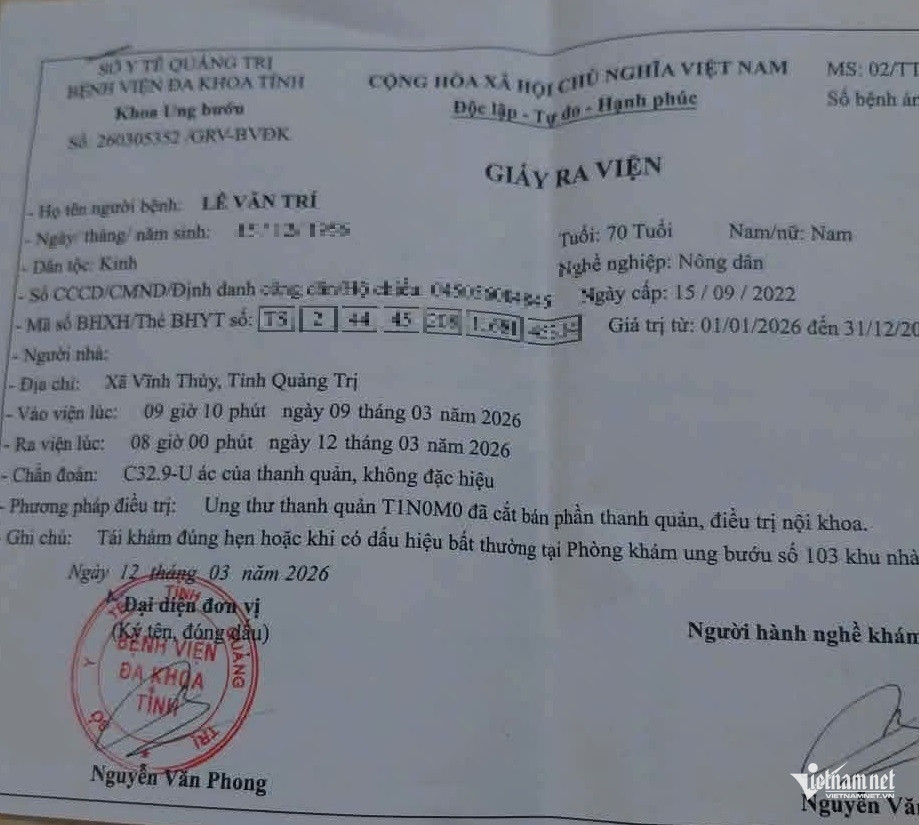 SỞ Y TẾ QUẢNG TRỊ
BỆNH VIỆN ĐA KHOA TỈNH
Khoa Ung bướu
Số: 260305352 /GRV-BVĐK
CỘNG HÒA XÃ HỘI CHỦ NGHĨA VIỆT NAM
Độc lập - Tự do - Hạnh phúc
MS: 02/TT
Số bệnh án
GIẤY RA VIỆN
- Họ tên người bệnh: LÊ VĂN TRÍ
- Ngày/ tháng/ năm sinh:
Tuổi: 70 Tuổi Nam/nữ: Nam
- Dân tộc: Kinh
Nghề nghiệp: Nông dân
- Số CCCD/CMND/Định danh căng căn/Hộ chiếu: Ngày cấp: 15 / 09 / 2022
- Mã số BHXH/Thẻ BHYT số: TS 2 44 45 Giá trị từ: 01/01/2026 đến 31/12/20
- Người nhà:
- Địa chỉ: Xã Vĩnh Thủy, Tỉnh Quảng Trị
- Vào viện lúc: 09 giờ 10 phút ngày 09 tháng 03 năm 2026
- Ra viện lúc: 08 giờ 00 phút ngày 12 tháng 03 năm 2026
- Chẩn đoán: C32.9-U ác của thanh quản, không đặc hiệu
- Phương pháp điều trị: Ung thư thanh quản T1N0M0 đã cắt bán phần thanh quản, điều trị nội khoa.
Ghi chú: Tái khám đúng hẹn hoặc khi có dấu hiệu bất thường tại Phòng khám ung bướu số 103 khu nhà
Ngày 12 tháng 03 năm 2026
Đại diện đơn vị
(Ký tên, đóng dấu)
SỞ Y TẾ TỈNH QUẢNG TRỊ
BỆNH VIỆN
ĐA KHOA
TỈNH
Nguyễn Văn Phong
Người hành nghề khám
Nguyễn Vă
Vietnamnet
VIETNAMNET.VN